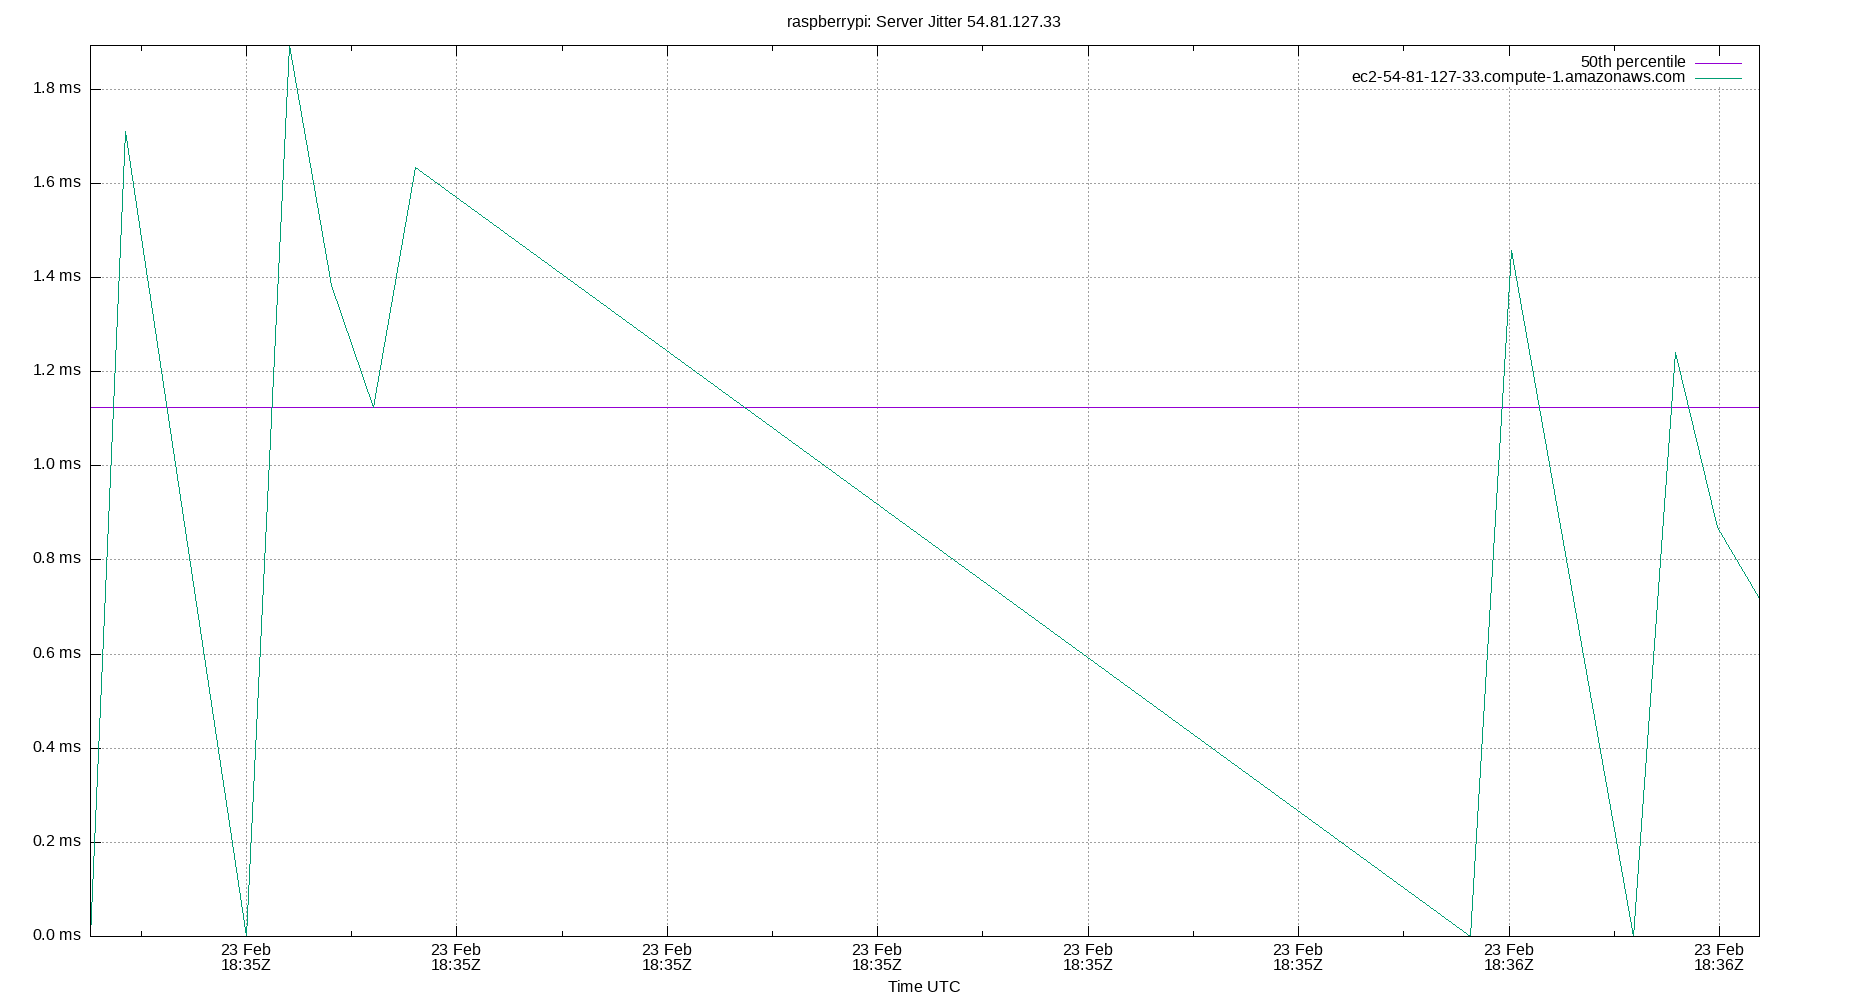 raspberrypi: Server Jitter 54.81.127.33
50th percentile
ec2-54-81-127-33.compute-1.amazonaws.com
1.8 ms
1.6 ms
1.4 ms
1.2 ms
1.0 ms
0.8 ms
0.6 ms
0.4 ms
0.2 ms
0.0 ms
23 Feb 23 Feb 23 Feb 23 Feb 23 Feb 23 Feb 23 Feb 23 Feb
18:35Z 18:35Z 18:35Z 18:35Z 18:35Z 18:35Z 18:36Z 18:36Z
Time UTC